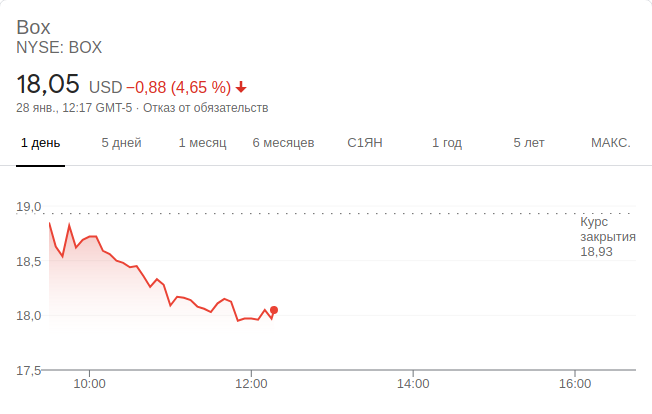 Box
NYSE: BOX
18,05 USD −0,88 (4,65 %)
28 янв., 12:17 GMT-5 · Отказ от обязательств
1 день 5 дней 1 месяц 6 месяцев С1ЯН 1 год 5 лет МАКС.
19,0
Курс
закрытия
18,93
18,5
18,0
17,5
10:00 12:00 14:00 16:00